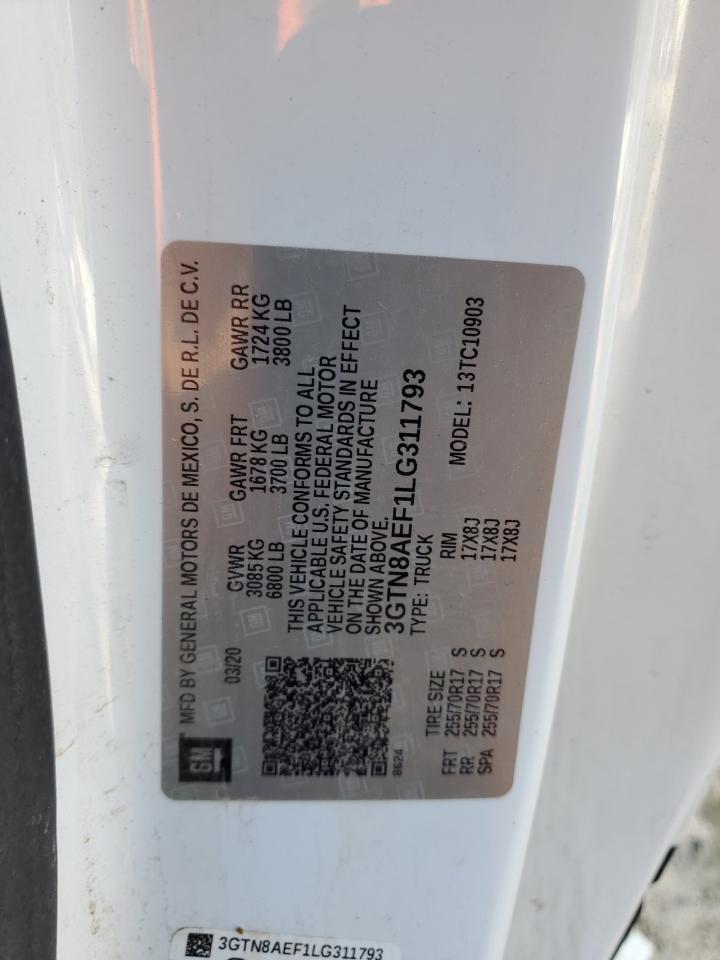 GM MFD BY GENERAL MOTORS DE MEXICO, S. DE R.L. DE C.V.
03/20 GVWR GAWR FRT GAWR RR
3085 KG 1678 KG 1724 KG
6800 LB 3700 LB 3800 LB
THIS VEHICLE CONFORMS TO ALL
APPLICABLE U.S. FEDERAL MOTOR
VEHICLE SAFETY STANDARDS IN EFFECT
ON THE DATE OF MANUFACTURE
SHOWN ABOVE.
3GTN8AEF1LG311793
8624 TYPE: TRUCK MODEL: 13TC10903
TIRE SIZE RIM
FRT 255/70R17 S 17X8J
RR 255/70R17 S 17X8J
SPA 255/70R17 S 17X8J
3GTN8AEF1LG311793